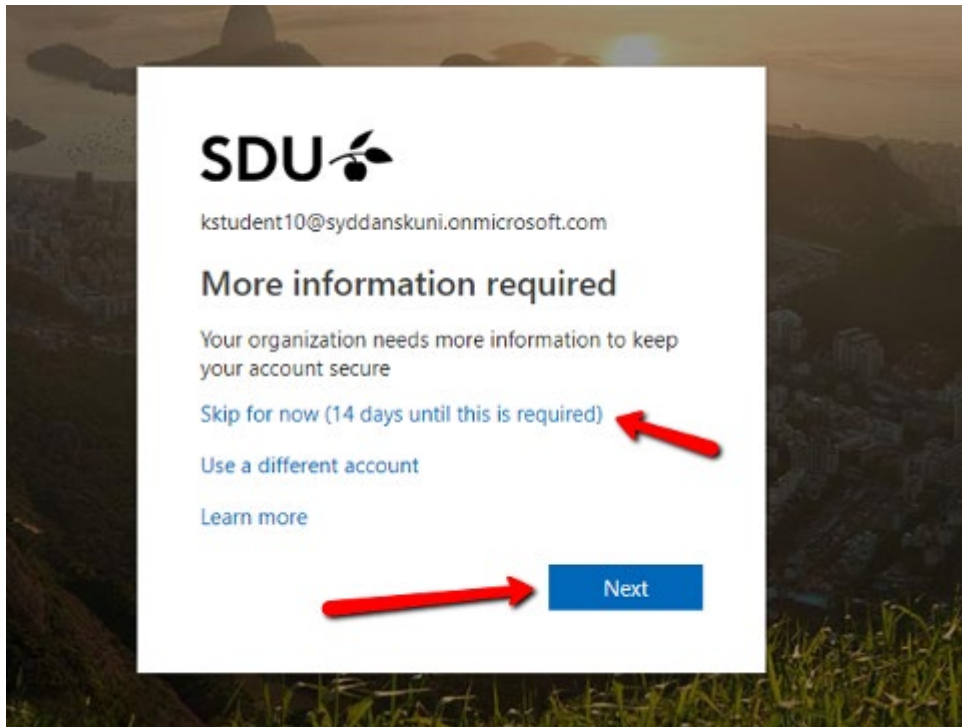 SDU
kstudent10@syddanskuni.onmicrosoft.com
More information required
Your organization needs more information to keep
your account secure
Skip for now (14 days until this is required)
Use a different account
Learn more
Next